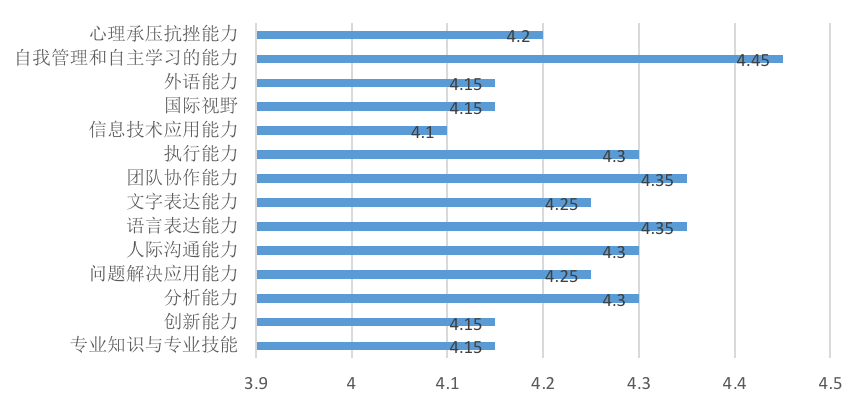 心理承压抗挫能力 4.2
自我管理和自主学习的能力 4.45
外语能力 4.15
国际视野 4.15
信息技术应用能力 4.1
执行能力 4.3
团队协作能力 4.35
文字表达能力 4.25
语言表达能力 4.35
人际沟通能力 4.3
问题解决应用能力 4.25
分析能力 4.3
创新能力 4.15
专业知识与专业技能 4.15
3.9 4 4.1 4.2 4.3 4.4 4.5